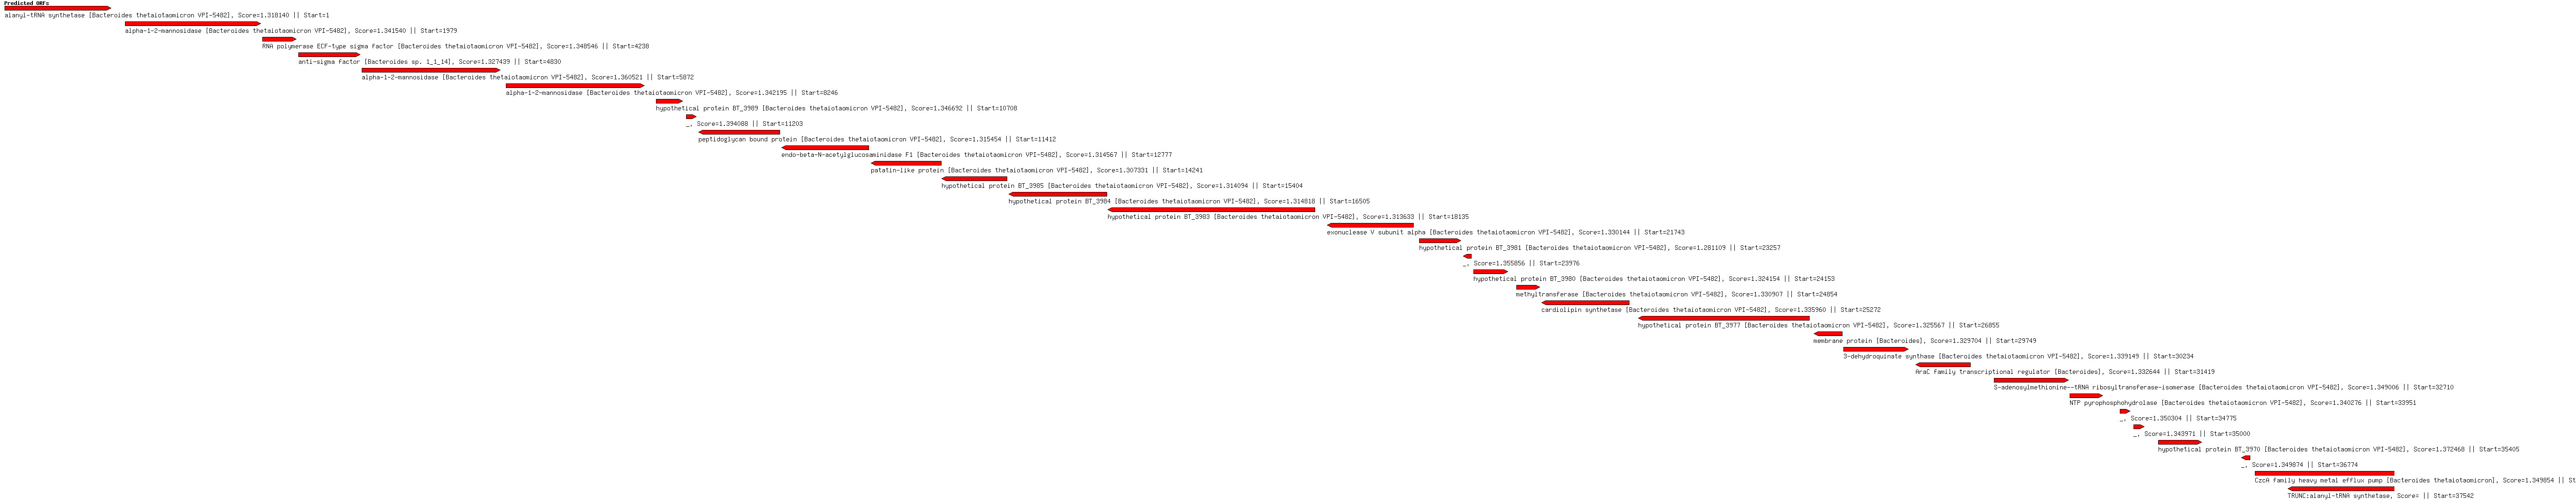 Predicted ORFs
alanyl-tRNA synthetase [Bacteroides thetaiotaomicron VPI-5482], Score=1.318140 || Start=1
alpha-1-2-mannosidase [Bacteroides thetaiotaomicron VPI-5482], Score=1.341540 || Start=1979
RNA polymerase ECF-type sigma factor [Bacteroides thetaiotaomicron VPI-5482], Score=1.348546 || Start=4238
anti-sigma factor [Bacteroides sp. 1_1_14], Score=1.327439 || Start=4830
alpha-1-2-mannosidase [Bacteroides thetaiotaomicron VPI-5482], Score=1.360521 || Start=5872
alpha-1-2-mannosidase [Bacteroides thetaiotaomicron VPI-5482], Score=1.342195 || Start=8246
hypothetical protein BT_3989 [Bacteroides thetaiotaomicron VPI-5482], Score=1.346692 || Start=10708
_, Score=1.394088 || Start=11203
peptidoglycan bound protein [Bacteroides thetaiotaomicron VPI-5482], Score=1.315454 || Start=11412
endo-beta-N-acetylglucosaminidase F1 [Bacteroides thetaiotaomicron VPI-5482], Score=1.314567 || Start=12777
patatin-like protein [Bacteroides thetaiotaomicron VPI-5482], Score=1.307331 || Start=14241
hypothetical protein BT_3985 [Bacteroides thetaiotaomicron VPI-5482], Score=1.314094 || Start=15404
hypothetical protein BT_3984 [Bacteroides thetaiotaomicron VPI-5482], Score=1.314818 || Start=16505
hypothetical protein BT_3983 [Bacteroides thetaiotaomicron VPI-5482], Score=1.313633 || Start=18135
exonuclease V subunit alpha [Bacteroides thetaiotaomicron VPI-5482], Score=1.330144 || Start=21743
hypothetical protein BT_3981 [Bacteroides thetaiotaomicron VPI-5482], Score=1.281109 || Start=23257
_, Score=1.355856 || Start=23976
hypothetical protein BT_3980 [Bacteroides thetaiotaomicron VPI-5482], Score=1.324154 || Start=24153
methyltransferase [Bacteroides thetaiotaomicron VPI-5482], Score=1.330907 || Start=24854
cardiolipin synthetase [Bacteroides thetaiotaomicron VPI-5482], Score=1.335960 || Start=25272
hypothetical protein BT_3977 [Bacteroides thetaiotaomicron VPI-5482], Score=1.325567 || Start=26855
membrane protein [Bacteroides], Score=1.329704 || Start=29749
3-dehydroquinate synthase [Bacteroides thetaiotaomicron VPI-5482], Score=1.339149 || Start=30234
AraC family transcriptional regulator [Bacteroides], Score=1.332644 || Start=31419
S-adenosylmethionine--tRNA ribosyltransferase-isomerase [Bacteroides thetaiotaomicron VPI-5482], Score=1.349006 || Start=32710
NTP pyrophosphohydrolase [Bacteroides thetaiotaomicron VPI-5482], Score=1.340276 || Start=33951
_, Score=1.350304 || Start=34775
_, Score=1.343971 || Start=35000
hypothetical protein BT_3970 [Bacteroides thetaiotaomicron VPI-5482], Score=1.372468 || Start=35405
_, Score=1.349874 || Start=36774
CzcA family heavy metal efflux pump [Bacteroides thetaiotaomicron], Score=1.349854 || St
TRUNC:alanyl-tRNA synthetase, Score= || Start=37542